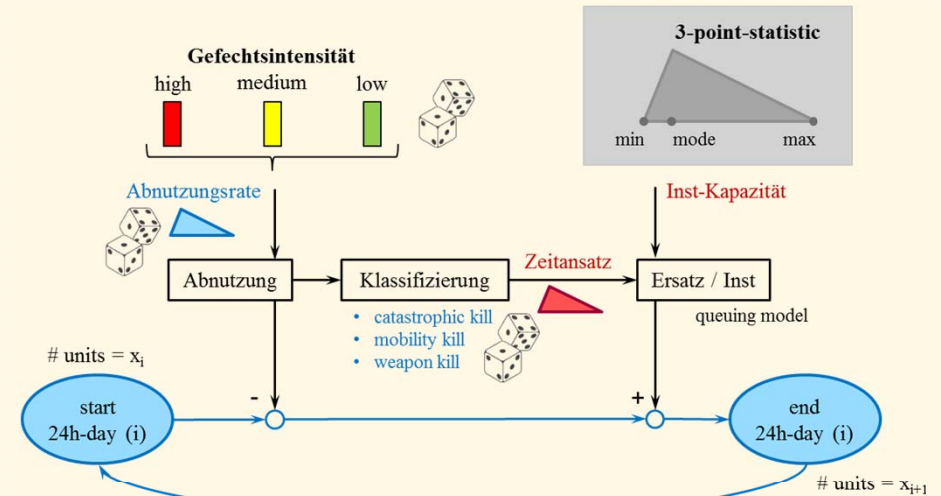 3-point-statistic
Gefechtsintensität
high medium low
min mode max
Abnutzungsrate
Inst-Kapazität
Zeitansatz
Abnutzung
Klassifizierung
Ersatz / Inst
• catastrophic kill
• mobility kill
• weapon kill
queuing model
# units = xᵢ
- +
start
24h-day (i)
end
24h-day (i)
# units = xᵢ₊₁